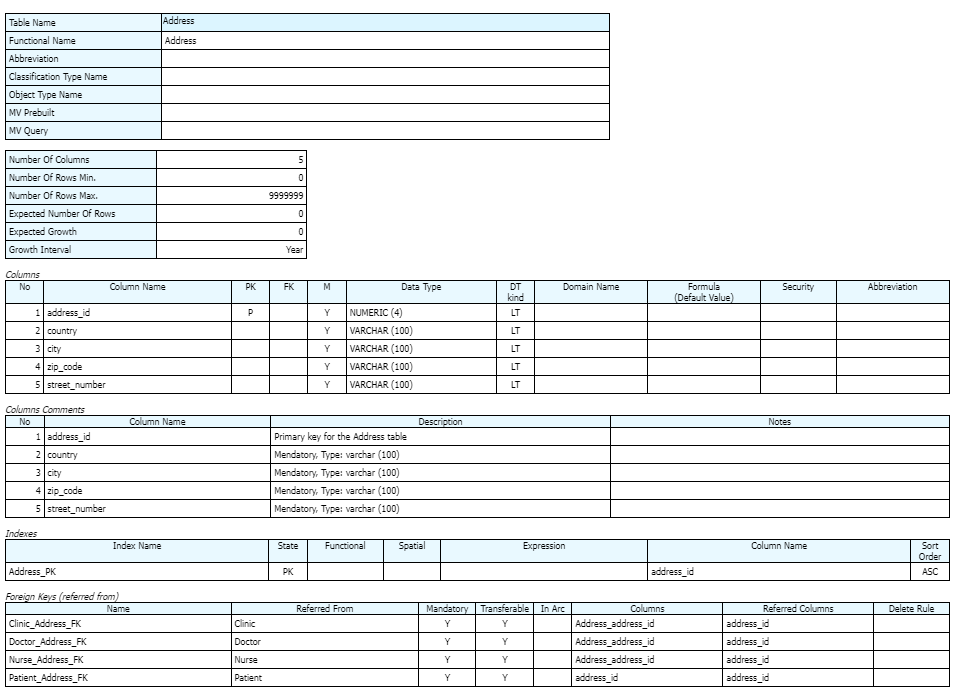 Table Name Address
Functional Name Address
Abbreviation
Classification Type Name
Object Type Name
MV Prebuilt
MV Query
Number Of Columns 5
Number Of Rows Min. 0
Number Of Rows Max. 9999999
Expected Number Of Rows 0
Expected Growth 0
Growth Interval Year
Columns
No Column Name PK FK M Data Type DT kind Domain Name Formula (Default Value) Security Abbreviation
1 address_id P Y NUMERIC (4) LT
2 country Y VARCHAR (100) LT
3 city Y VARCHAR (100) LT
4 zip_code Y VARCHAR (100) LT
5 street_number Y VARCHAR (100) LT
Columns Comments
No Column Name Description Notes
1 address_id Primary key for the Address table
2 country Mendatory, Type: varchar (100)
3 city Mendatory, Type: varchar (100)
4 zip_code Mendatory, Type: varchar (100)
5 street_number Mendatory, Type: varchar (100)
Indexes
Index Name State Functional Spatial Expression Column Name Sort Order
Address_PK PK address_id ASC
Foreign Keys (referred from)
Name Referred From Mandatory Transferable In Arc Columns Referred Columns Delete Rule
Clinic_Address_FK Clinic Y Y Address_address_id address_id
Doctor_Address_FK Doctor Y Y Address_address_id address_id
Nurse_Address_FK Nurse Y Y Address_address_id address_id
Patient_Address_FK Patient Y Y address_id address_id